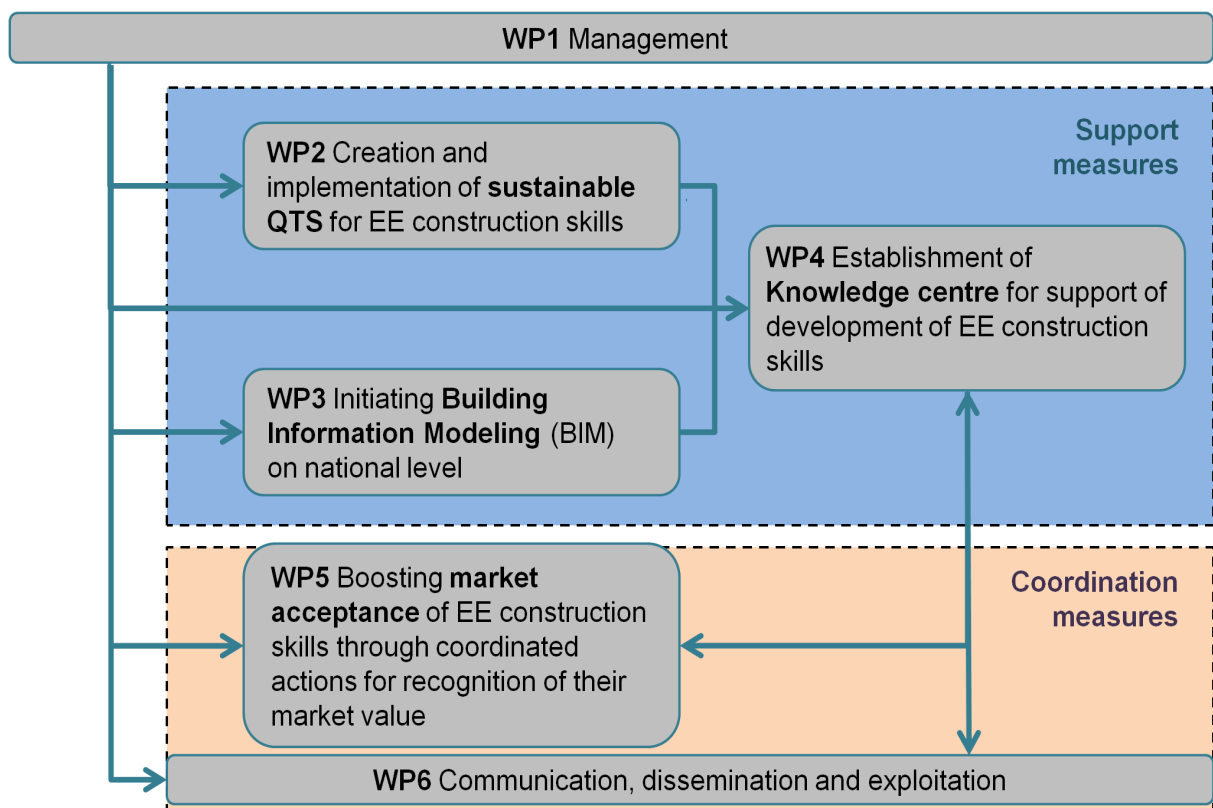 WP1 Management
Support
measures
WP2 Creation and
implementation of sustainable
QTS for EE construction skills
WP4 Establishment of
Knowledge centre for support of
development of EE construction
skills
WP3 Initiating Building
Information Modeling (BIM)
on national level
WP5 Boosting market
acceptance of EE construction
skills through coordinated
actions for recognition of their
market value
Coordination
measures
WP6 Communication, dissemination and exploitation